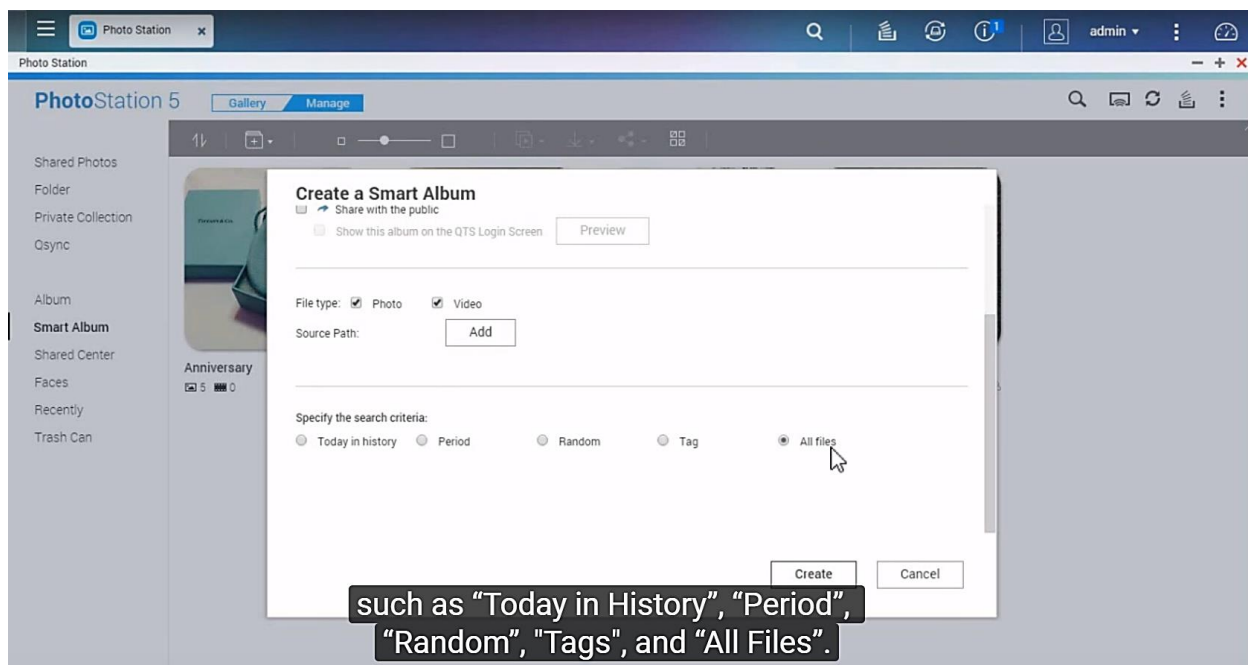 Photo Station
1
admin
Photo Station
PhotoStation 5
Gallery
Manage
Shared Photos
Folder
Private Collection
Qsync
Album
Smart Album
Shared Center
Faces
Recently
Trash Can
Anniversary
5 0
Create a Smart Album
Share with the public
Show this album on the QTS Login Screen
Preview
File type: Photo Video
Source Path: Add
Specify the search criteria:
Today in history Period Random Tag All files
Create Cancel
such as “Today in History”, “Period”,
“Random”, "Tags", and “All Files”.